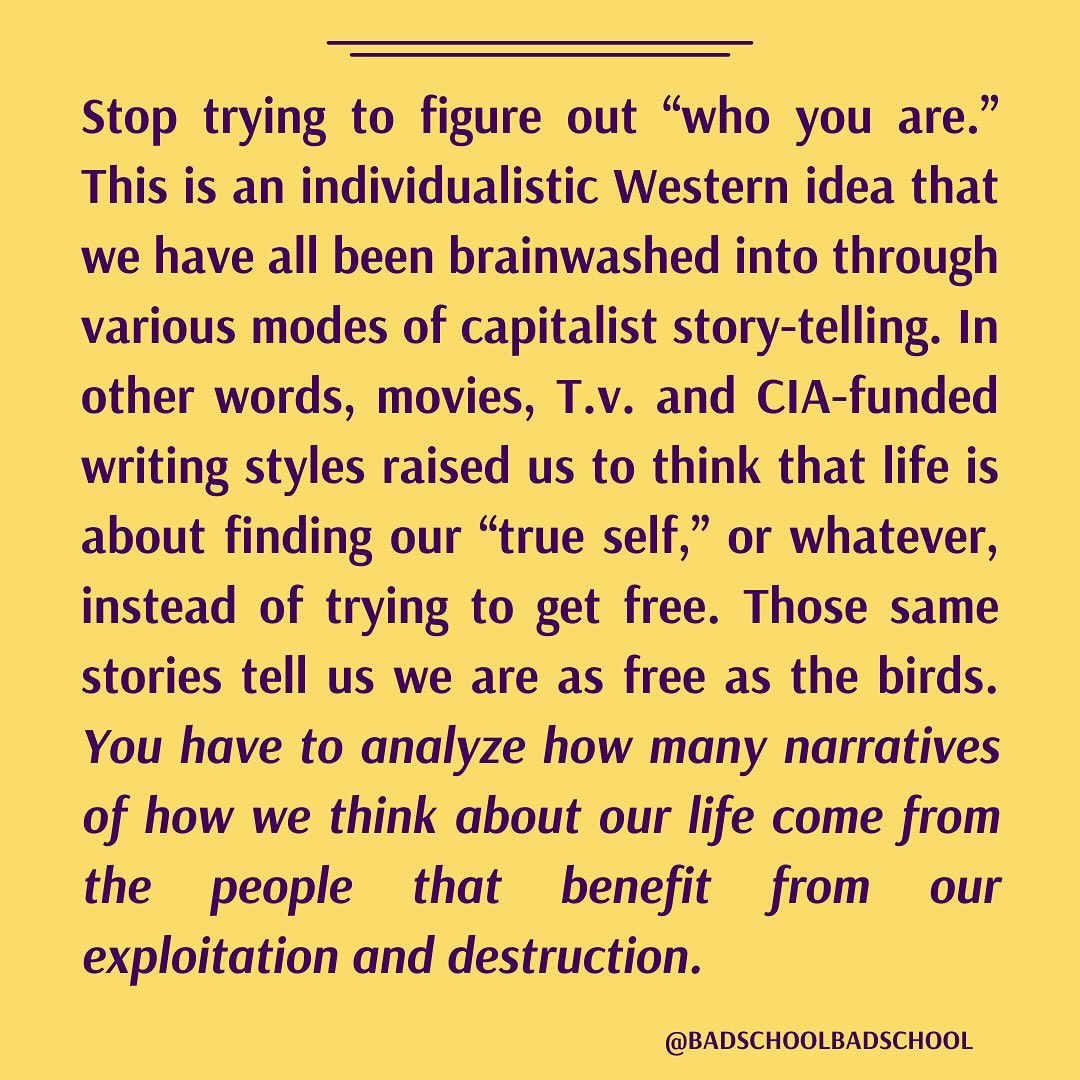 Stop trying to figure out “who you are.”
This is an individualistic Western idea that
we have all been brainwashed into through
various modes of capitalist story-telling. In
other words, movies, T.v. and CIA-funded
writing styles raised us to think that life is
about finding our “true self,” or whatever,
instead of trying to get free. Those same
stories tell us we are as free as the birds.
You have to analyze how many narratives
of how we think about our life come from
the people that benefit from our
exploitation and destruction.
@BADSCHOOLBADSCHOOL